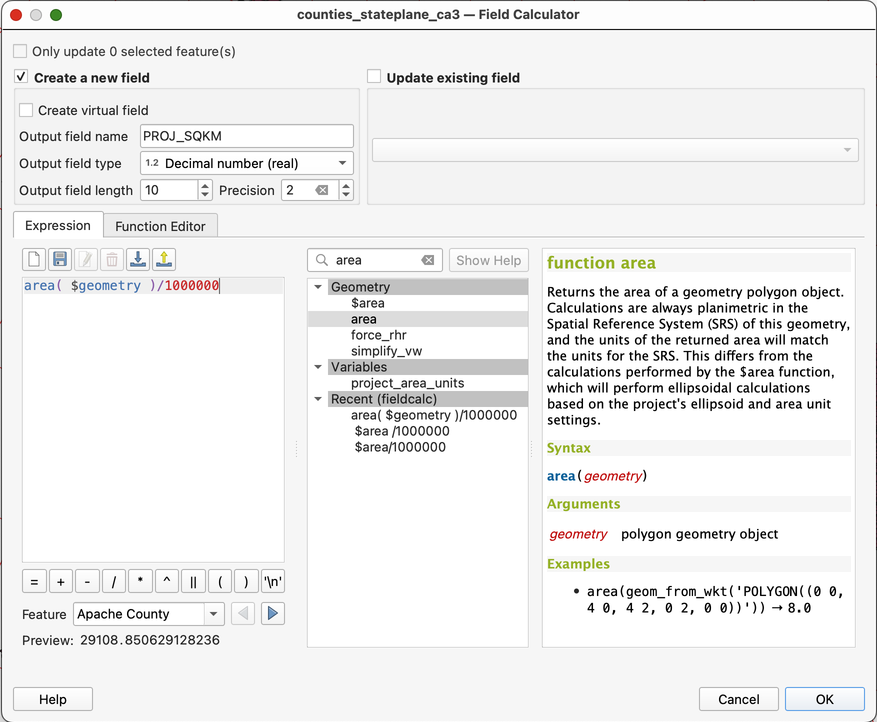 counties_stateplane_ca3 — Field Calculator
Only update 0 selected feature(s)
Create a new field
Update existing field
Create virtual field
Output field name PROJ_SQKM
Output field type 1.2 Decimal number (real)
Output field length 10 Precision 2
Expression Function Editor
area( $geometry )/1000000
area Show Help
Geometry
$area
area
force_rhr
simplify_vw
Variables
project_area_units
Recent (fieldcalc)
area( $geometry )/1000000
$area /1000000
$area/1000000
function area
Returns the area of a geometry polygon object.
Calculations are always planimetric in the
Spatial Reference System (SRS) of this geometry,
and the units of the returned area will match
the units for the SRS. This differs from the
calculations performed by the $area function,
which will perform ellipsoidal calculations
based on the project's ellipsoid and area unit
settings.
Syntax
area(geometry)
Arguments
geometry polygon geometry object
Examples
• area(geom_from_wkt('POLYGON((0 0,
4 0, 4 2, 0 2, 0 0))')) → 8.0
= + - / * ^ || ( ) '\n'
Feature Apache County
Preview: 29108.850629128236
Help Cancel OK